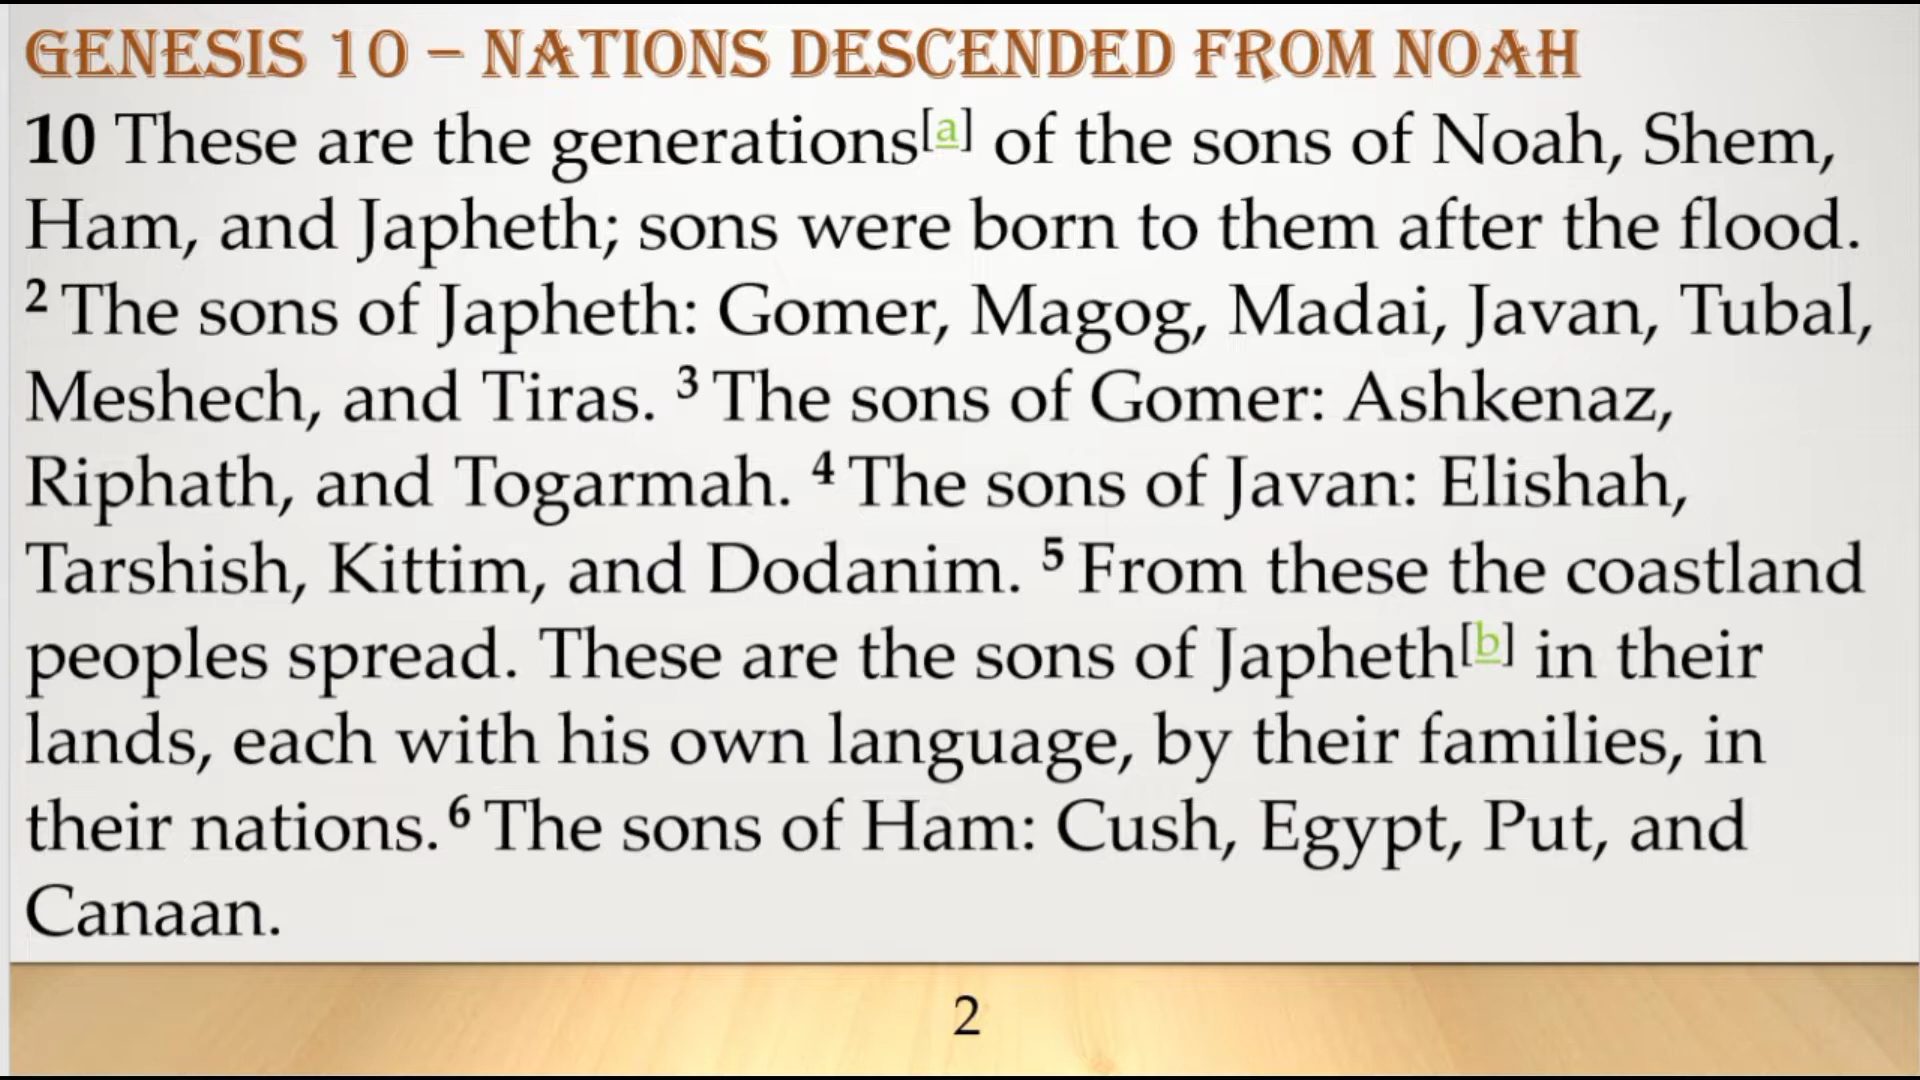 GENESIS 10 – NATIONS DESCENDED FROM NOAH
10 These are the generations[a] of the sons of Noah, Shem,
Ham, and Japheth; sons were born to them after the flood.
2 The sons of Japheth: Gomer, Magog, Madai, Javan, Tubal,
Meshech, and Tiras. 3 The sons of Gomer: Ashkenaz,
Riphath, and Togarmah. 4 The sons of Javan: Elishah,
Tarshish, Kittim, and Dodanim. 5 From these the coastland
peoples spread. These are the sons of Japheth[b] in their
lands, each with his own language, by their families, in
their nations. 6 The sons of Ham: Cush, Egypt, Put, and
Canaan.
2